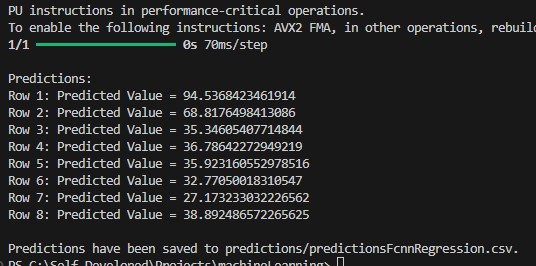 PU instructions in performance-critical operations.
To enable the following instructions: AVX2 FMA, in other operations, rebuil
1/1 0s 70ms/step
Predictions:
Row 1: Predicted Value = 94.5368423461914
Row 2: Predicted Value = 68.8176498413086
Row 3: Predicted Value = 35.34605407714844
Row 4: Predicted Value = 36.78642272949219
Row 5: Predicted Value = 35.923160552978516
Row 6: Predicted Value = 32.77050018310547
Row 7: Predicted Value = 27.173233032226562
Row 8: Predicted Value = 38.892486572265625
Predictions have been saved to predictions/predictionsFcnnRegression.csv.
PS C:\Self Developed\Projects\machineLearning>